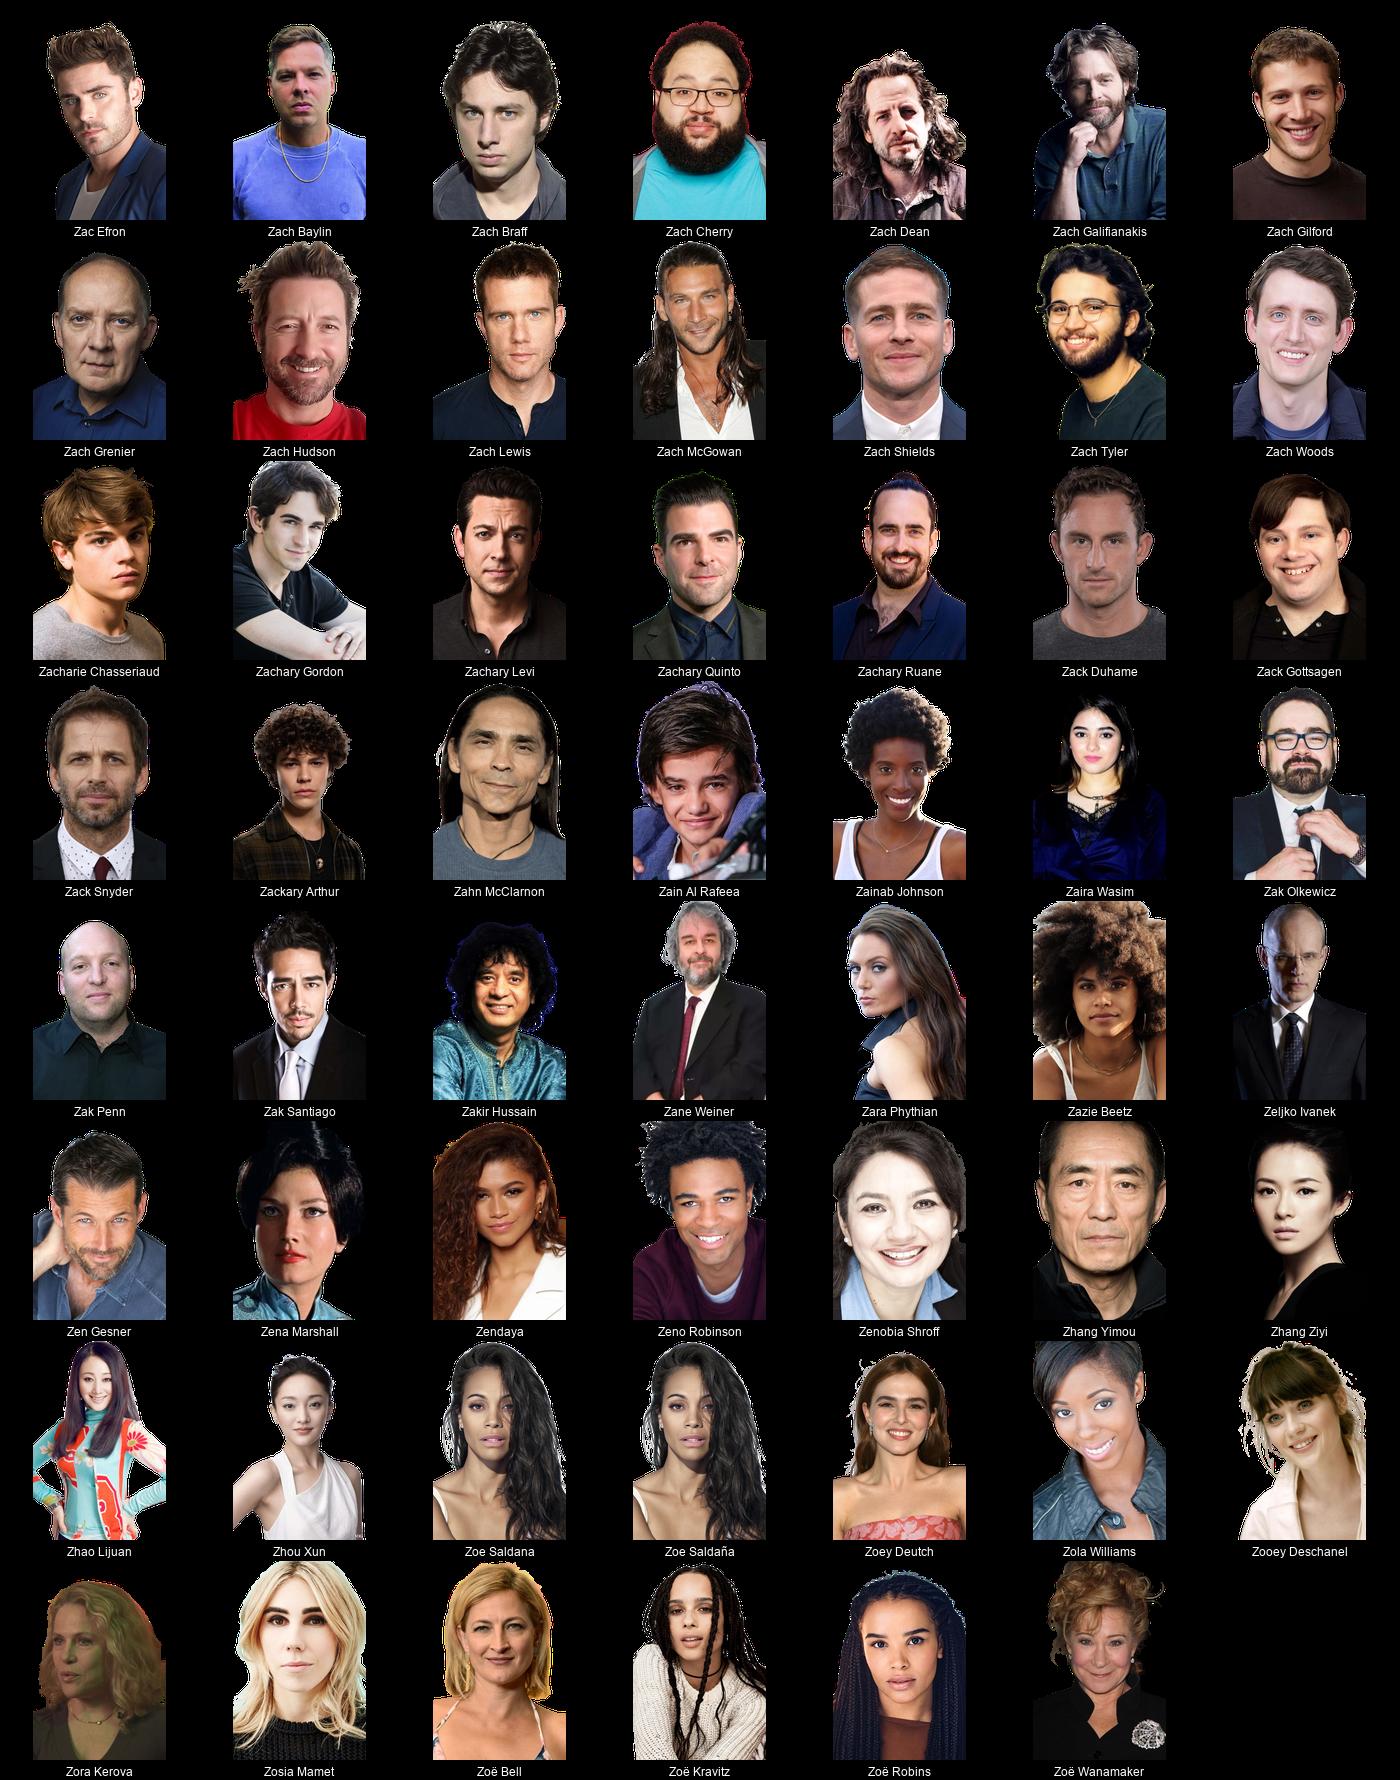 Zac Efron
Zach Baylin
Zach Braff
Zach Cherry
Zach Dean
Zach Galifianakis
Zach Gilford
Zach Grenier
Zach Hudson
Zach Lewis
Zach McGowan
Zach Shields
Zach Tyler
Zach Woods
Zacharie Chasseriaud
Zachary Gordon
Zachary Levi
Zachary Quinto
Zachary Ruane
Zack Duhame
Zack Gottsagen
Zack Snyder
Zackary Arthur
Zahn McClarnon
Zain Al Rafeea
Zainab Johnson
Zaira Wasim
Zak Olkewicz
Zak Penn
Zak Santiago
Zakir Hussain
Zane Weiner
Zara Phythian
Zazie Beetz
Zeljko Ivanek
Zen Gesner
Zena Marshall
Zendaya
Zeno Robinson
Zenobia Shroff
Zhang Yimou
Zhang Ziyi
Zhao Lijuan
Zhou Xun
Zoe Saldana
Zoe Saldaña
Zoey Deutch
Zola Williams
Zooey Deschanel
Zora Kerova
Zosia Mamet
Zoë Bell
Zoë Kravitz
Zoë Robins
Zoë Wanamaker